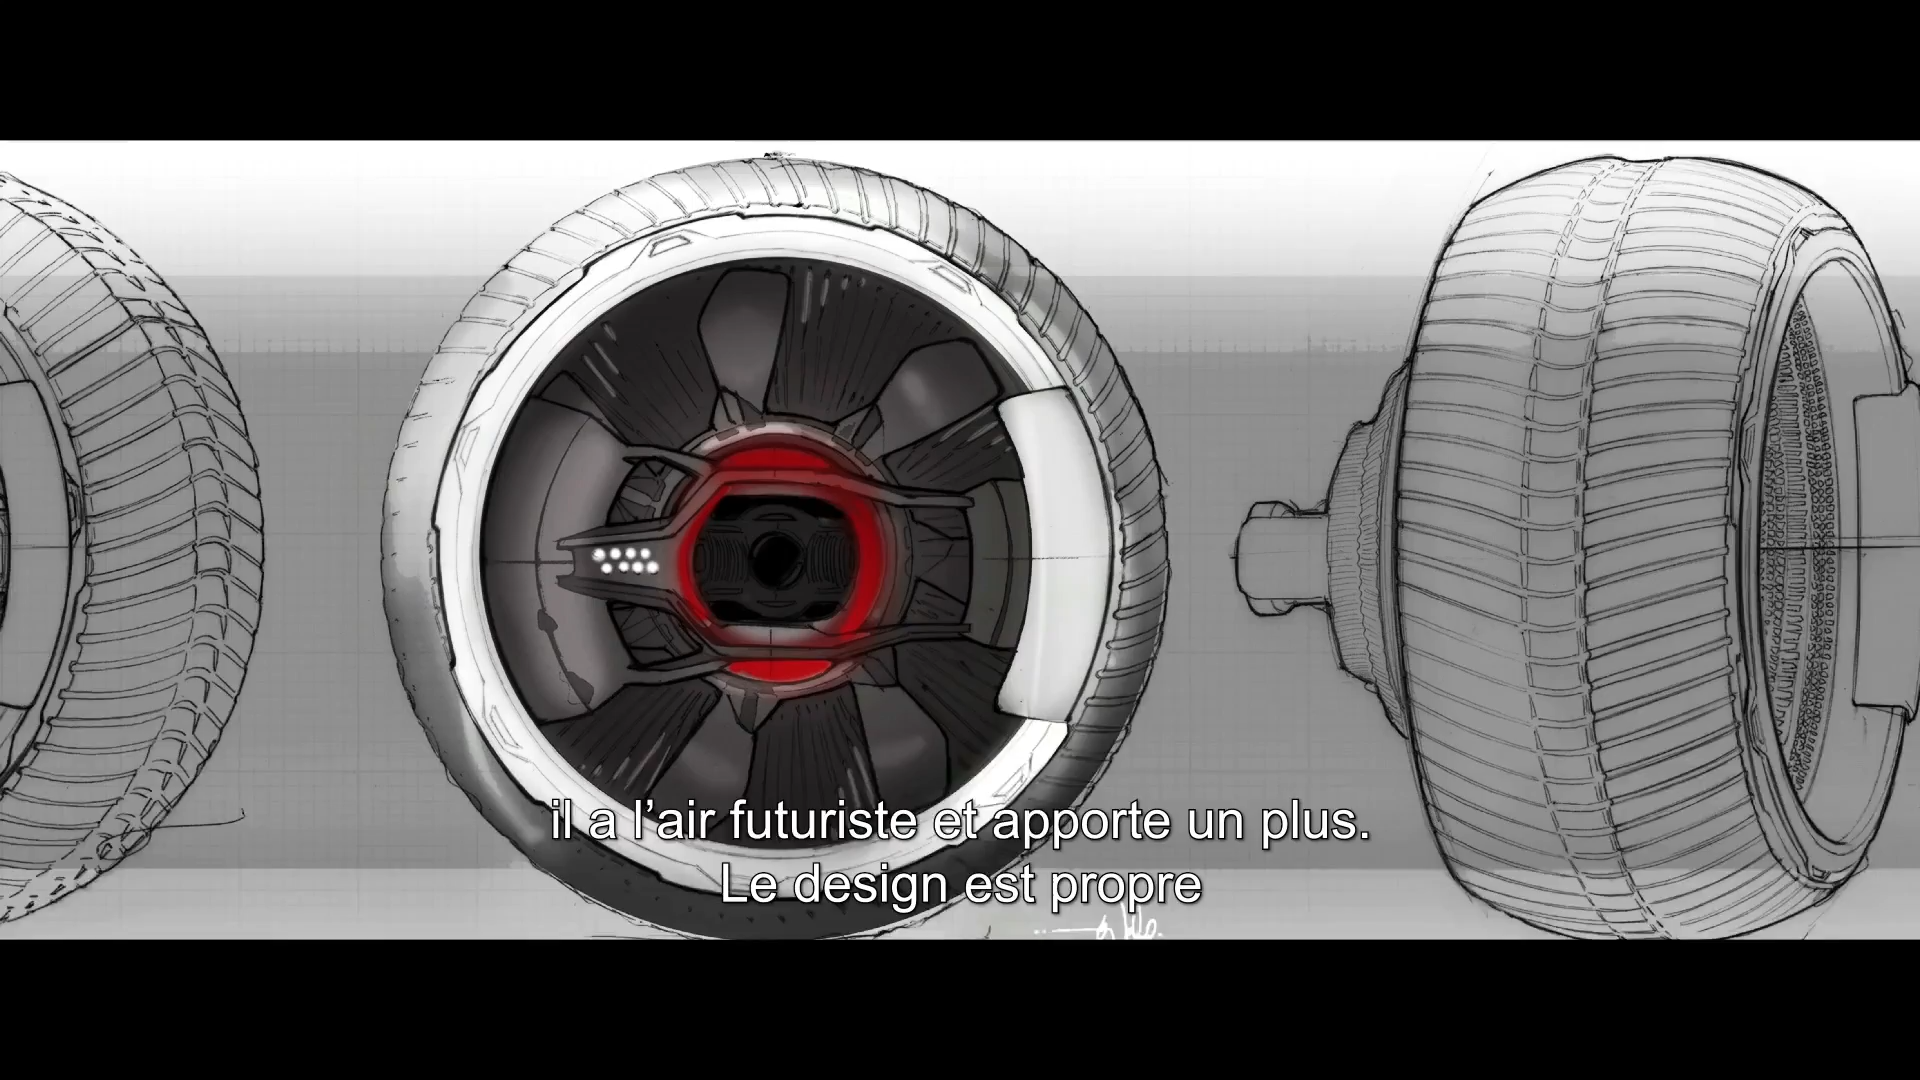 il a l’air futuriste et apporte un plus.
Le design est propre